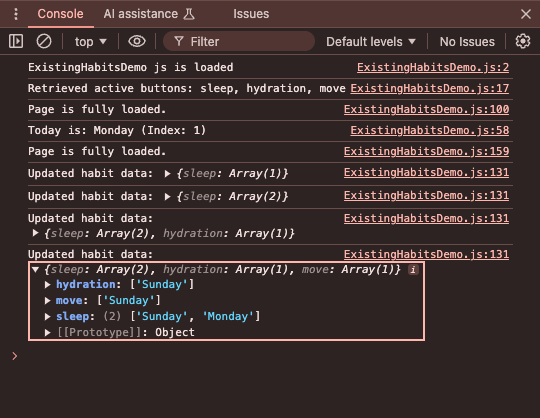 Console AI assistance Issues
top Filter Default levels No Issues
ExistingHabitsDemo js is loaded ExistingHabitsDemo.js:2
Retrieved active buttons: sleep, hydration, move ExistingHabitsDemo.js:17
Page is fully loaded. ExistingHabitsDemo.js:100
Today is: Monday (Index: 1) ExistingHabitsDemo.js:58
Page is fully loaded. ExistingHabitsDemo.js:159
Updated habit data: ▶ {sleep: Array(1)} ExistingHabitsDemo.js:131
Updated habit data: ▶ {sleep: Array(2)} ExistingHabitsDemo.js:131
Updated habit data: ExistingHabitsDemo.js:131
▶ {sleep: Array(2), hydration: Array(1)}
Updated habit data: ExistingHabitsDemo.js:131
▼ {sleep: Array(2), hydration: Array(1), move: Array(1)} i
▶ hydration: ['Sunday']
▶ move: ['Sunday']
▶ sleep: (2) ['Sunday', 'Monday']
▶ [[Prototype]]: Object